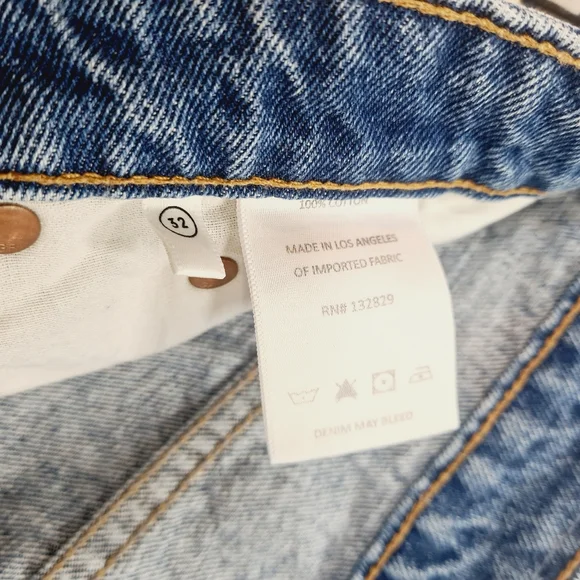 32
100% COTTON
MADE IN LOS ANGELES
OF IMPORTED FABRIC
RN# 132829
DENIM MAY BLEED